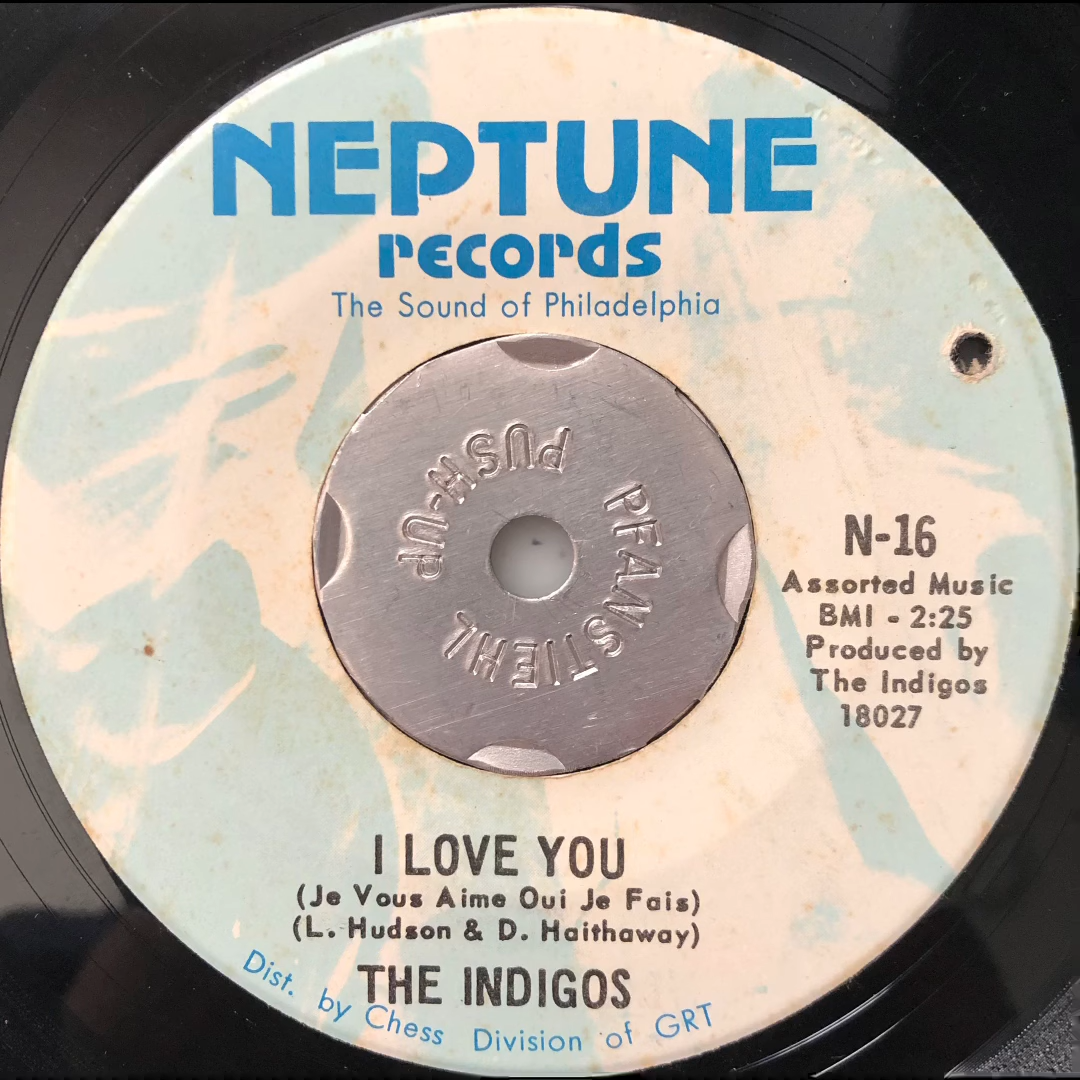 NEPTUNE
records
The Sound of Philadelphia
PUSH-UP
PFANSTIEHL
N-16
Assorted Music
BMI - 2:25
Produced by
The Indigos
18027
I LOVE YOU
(Je Vous Aime Oui Je Fais)
(L. Hudson & D. Haithaway)
THE INDIGOS
Dist. by Chess Division of GRT